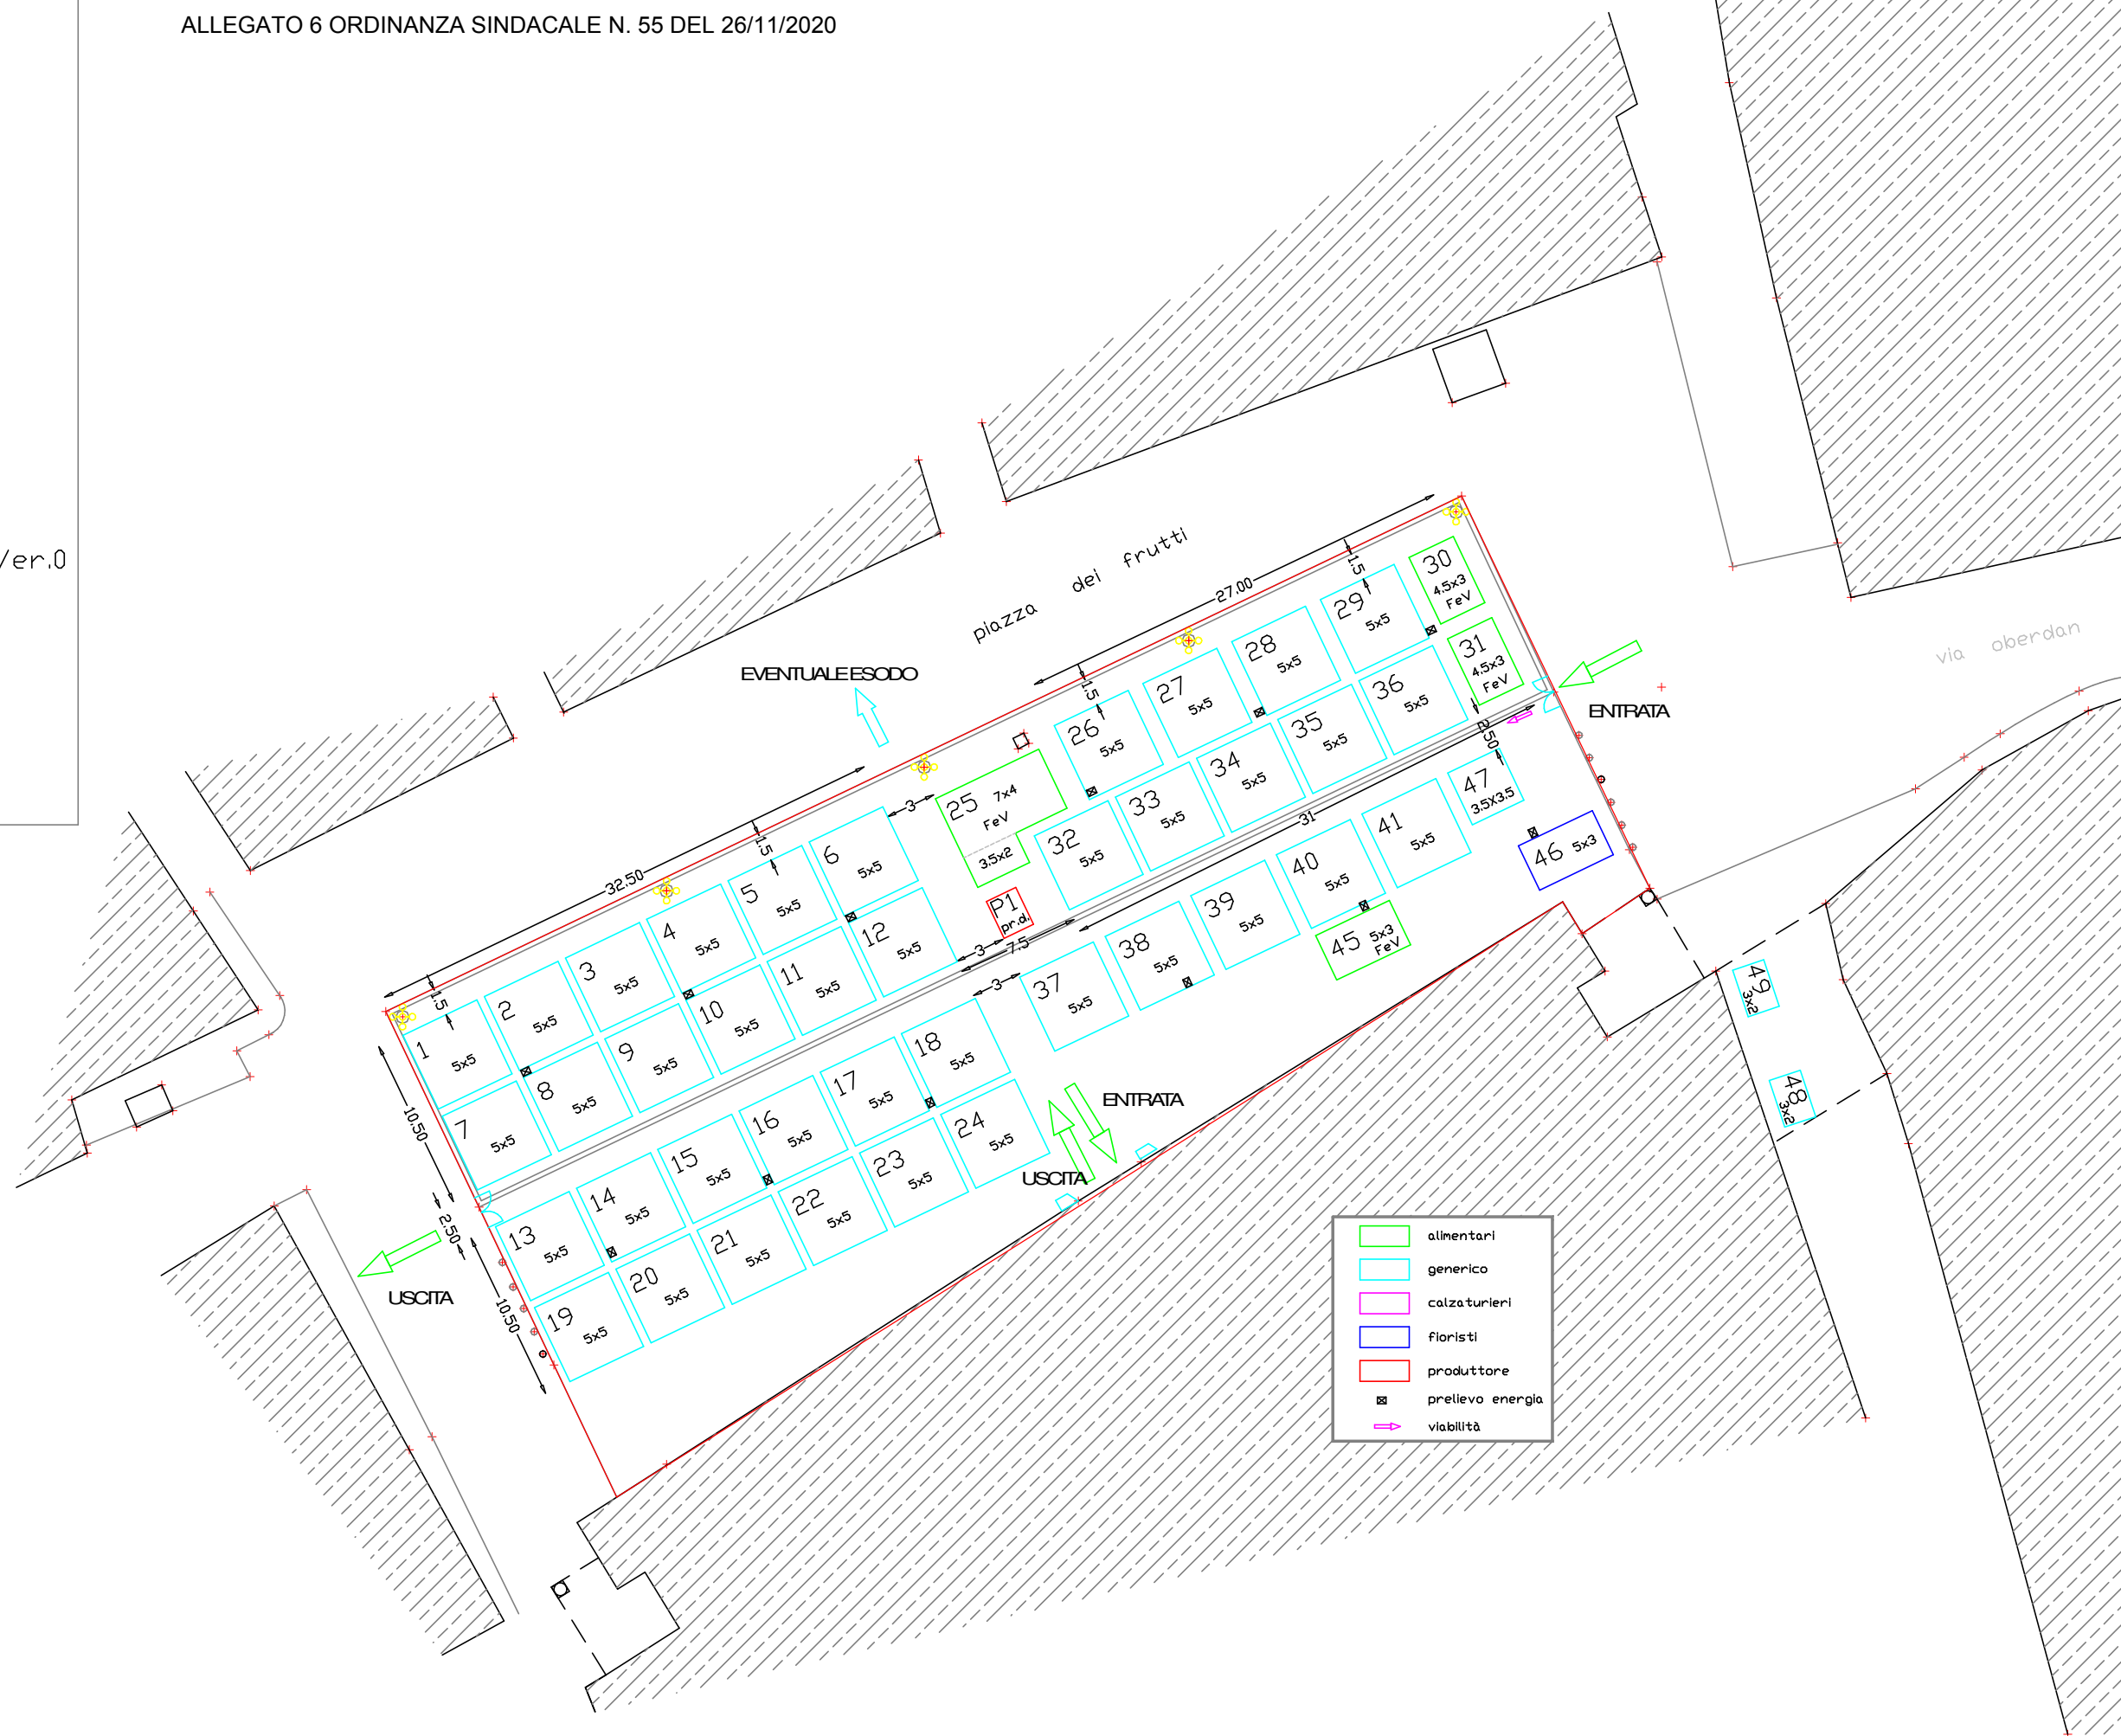 ALLEGATO 6 ORDINANZA SINDACALE N. 55 DEL 26/11/2020
/er.0
piazza dei frutti
via oberdan
EVENTUALE ESODO
ENTRATA
ENTRATA
USCITA
USCITA
32.50
27.00
1.5
1.5
1.5
1.5
10.50
2.50
10.50
2.50
3
3
3
7.5
31
1 5x5
2 5x5
3 5x5
4 5x5
5 5x5
6 5x5
7 5x5
8 5x5
9 5x5
10 5x5
11 5x5
12 5x5
13 5x5
14 5x5
15 5x5
16 5x5
17 5x5
18 5x5
19 5x5
20 5x5
21 5x5
22 5x5
23 5x5
24 5x5
25 7x4
FeV
3.5x2
P1
pr.d.
26 5x5
27 5x5
28 5x5
29 5x5
30
4.5x3
FeV
31
4.5x3
FeV
32 5x5
33 5x5
34 5x5
35 5x5
36 5x5
37 5x5
38 5x5
39 5x5
40 5x5
41 5x5
45 5x3
FeV
46 5x3
47
3.5X3.5
48
3x2
49
3x2
alimentari
generico
calzaturieri
fioristi
produttore
prelievo energia
viabilità